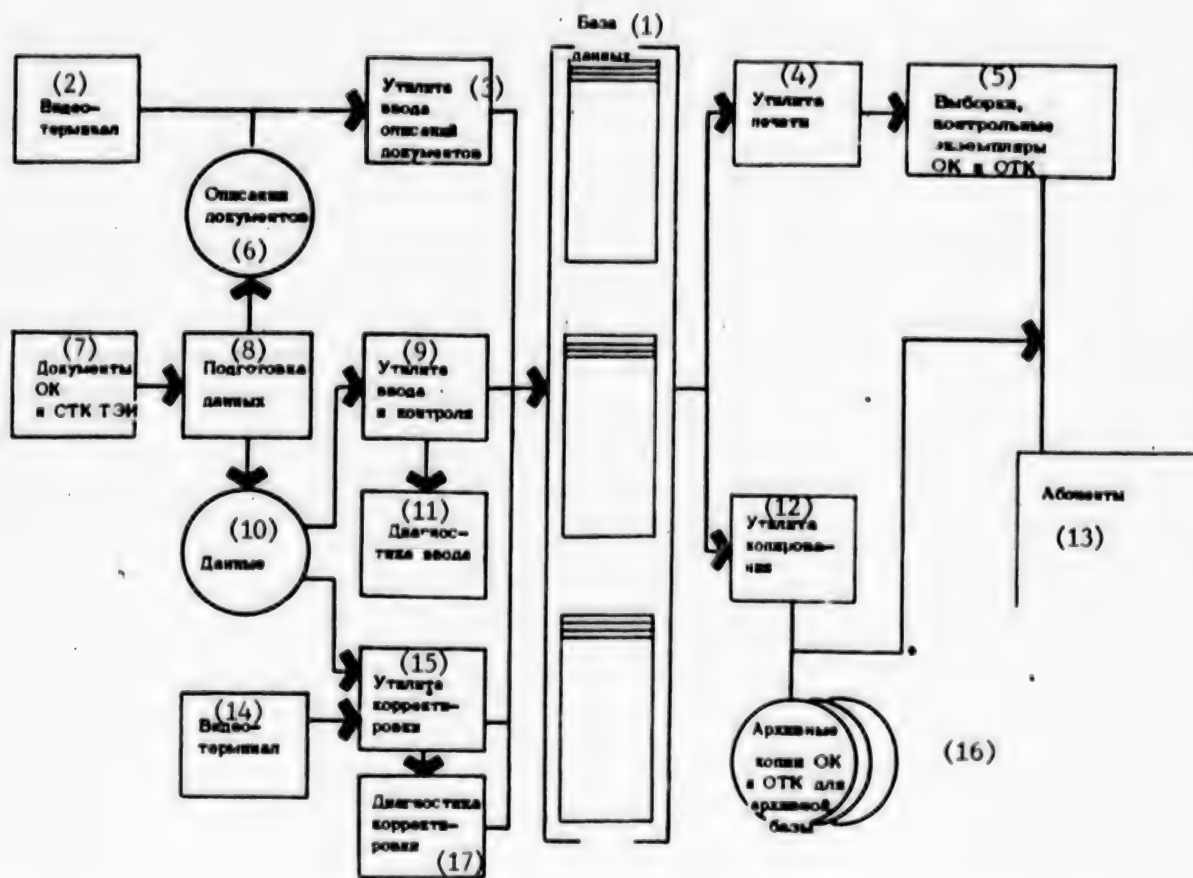 База (1)
данных
(2)
Видео-
терминал
(3)
Утилита
ввода
описаний
документов
(4)
Утилита
печати
(5)
Выборки,
контрольные
экземпляры
ОК и ОТК
Описания
документов
(6)
(7)
Документы
ОК
и СТК ТЭИ
(8)
Подготовка
данных
(9)
Утилита
ввода
и контроля
(10)
Данные
(11)
Диагнос-
тика ввода
(12)
Утилита
копирова-
ния
Абоненты
(13)
(14)
Видео-
терминал
(15)
Утилита
корректи-
ровки
Архивные
копии ОК
и ОТК для
архивной
базы
(16)
Диагностика
корректи-
ровки
(17)